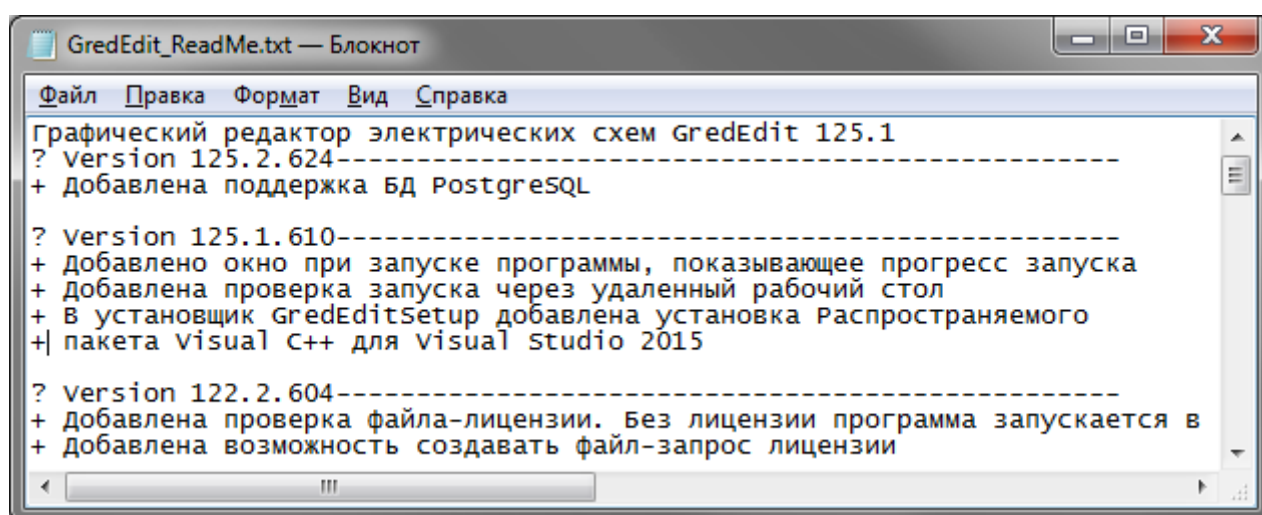 GredEdit_ReadMe.txt — Блокнот
Файл Правка Формат Вид Справка
Графический редактор электрических схем GredEdit 125.1
? Version 125.2.624-------------------------------------------------
+ Добавлена поддержка БД PostgreSQL
? Version 125.1.610-------------------------------------------------
+ Добавлено окно при запуске программы, показывающее прогресс запуска
+ Добавлена проверка запуска через удаленный рабочий стол
+ В установщик GredEditSetup добавлена установка Распространяемого
+ пакета Visual C++ для Visual Studio 2015
? Version 122.2.604-------------------------------------------------
+ Добавлена проверка файла-лицензии. Без лицензии программа запускается в
+ Добавлена возможность создавать файл-запрос лицензии